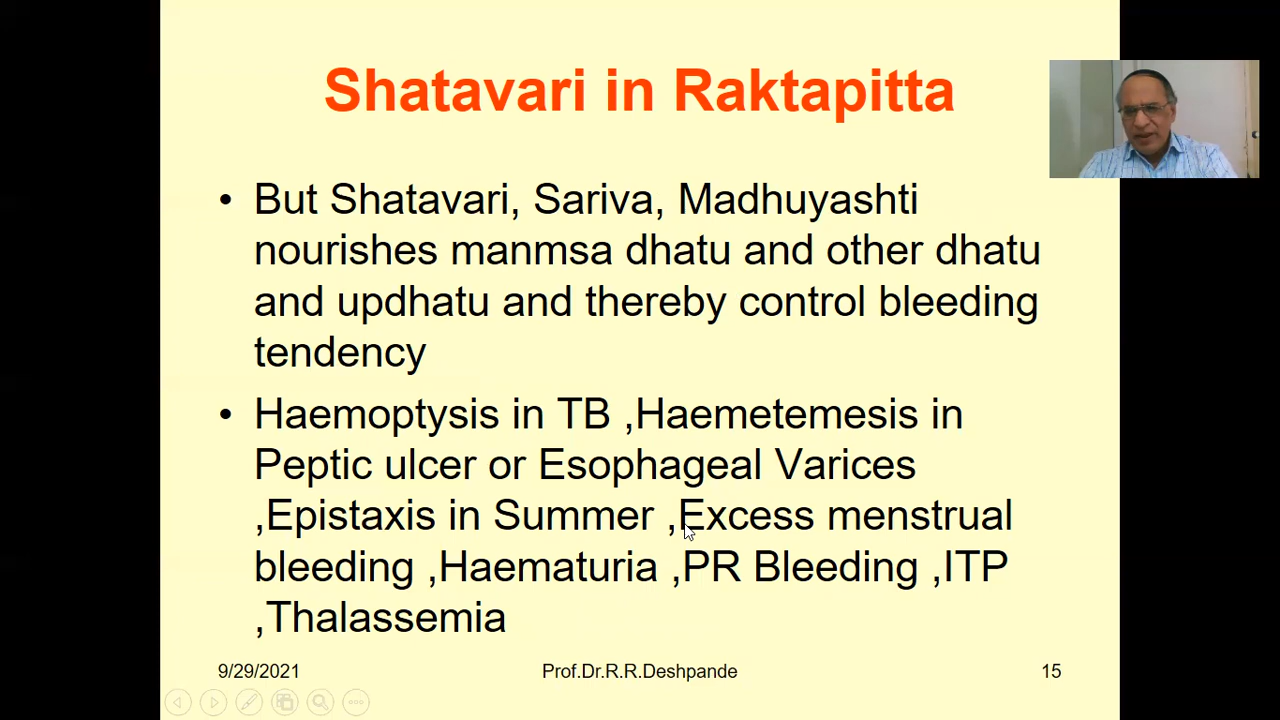 Shatavari in Raktapitta
• But Shatavari, Sariva, Madhuyashti
nourishes manmsa dhatu and other dhatu
and updhatu and thereby control bleeding
tendency
• Haemoptysis in TB ,Haemetemesis in
Peptic ulcer or Esophageal Varices
,Epistaxis in Summer ,Excess menstrual
bleeding ,Haematuria ,PR Bleeding ,ITP
,Thalassemia
9/29/2021 Prof.Dr.R.R.Deshpande 15